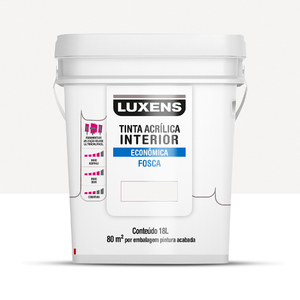 LUXENS
TINTA ACRÍLICA
INTERIOR
ECONÔMICA
FOSCA
Conteúdo 18L
80 m² por embalagem pintura acabada